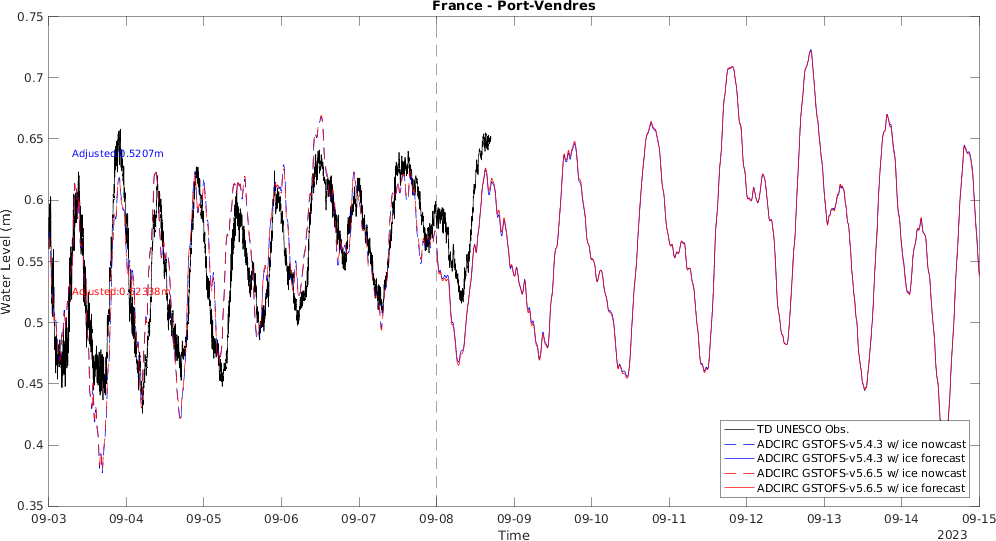 France - Port-Vendres
0.75
0.7
0.65
0.6
0.55
0.5
0.45
0.4
0.35
Water Level (m)
Adjusted:0.5207m
Adjusted:0.52338m
TD UNESCO Obs.
ADCIRC GSTOFS-v5.4.3 w/ ice nowcast
ADCIRC GSTOFS-v5.4.3 w/ ice forecast
ADCIRC GSTOFS-v5.6.5 w/ ice nowcast
ADCIRC GSTOFS-v5.6.5 w/ ice forecast
09-03 09-04 09-05 09-06 09-07 09-08 09-09 09-10 09-11 09-12 09-13 09-14 09-15
Time
2023